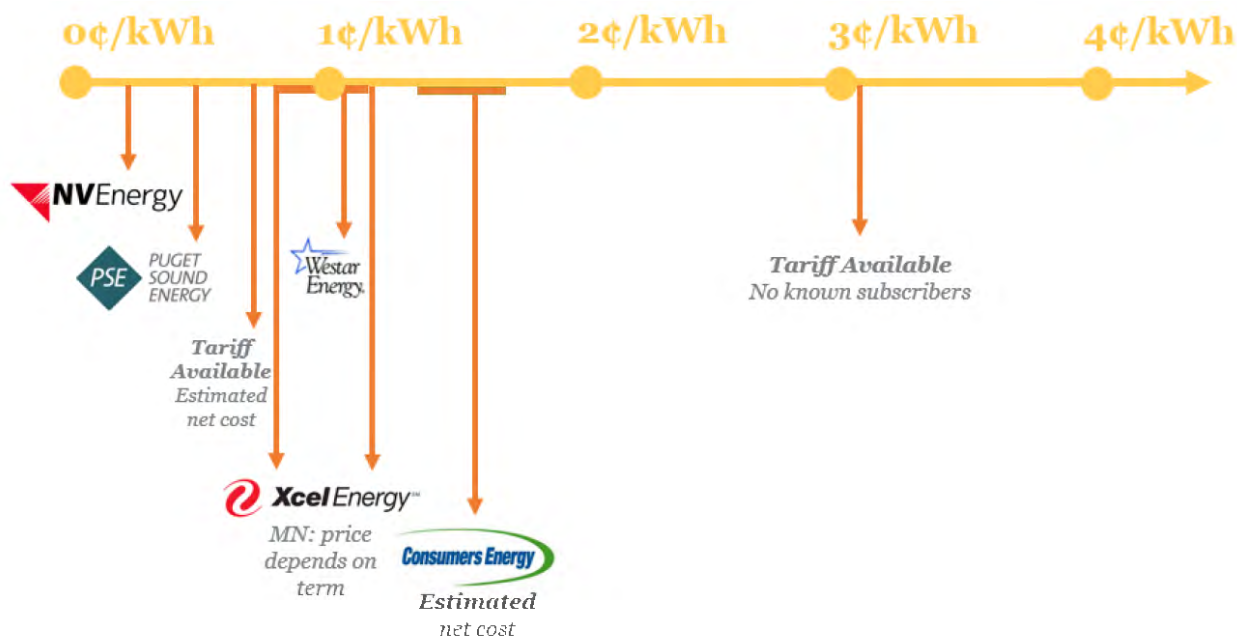 0¢/kWh 1¢/kWh 2¢/kWh 3¢/kWh 4¢/kWh
NVEnergy
PSE
PUGET
SOUND
ENERGY
Westar
Energy.
Tariff Available
No known subscribers
Tariff
Available
Estimated
net cost
Xcel Energy™
MN: price
depends on
term
Consumers Energy
Estimated
net cost